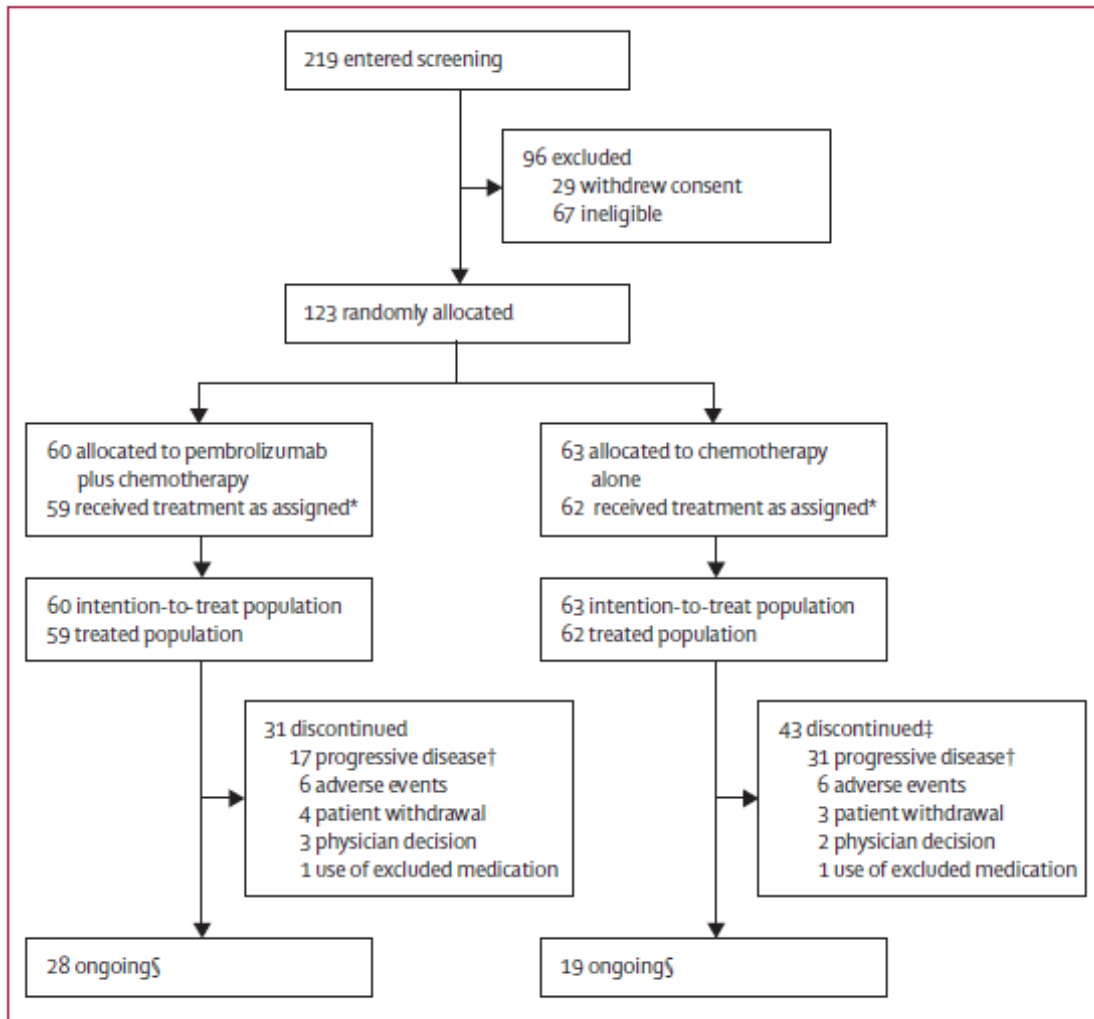 219 entered screening
96 excluded
29 withdrew consent
67 ineligible
123 randomly allocated
60 allocated to pembrolizumab
plus chemotherapy
59 received treatment as assigned*
63 allocated to chemotherapy
alone
62 received treatment as assigned*
60 intention-to-treat population
59 treated population
63 intention-to-treat population
62 treated population
31 discontinued
17 progressive disease†
6 adverse events
4 patient withdrawal
3 physician decision
1 use of excluded medication
43 discontinued‡
31 progressive disease†
6 adverse events
3 patient withdrawal
2 physician decision
1 use of excluded medication
28 ongoing§
19 ongoing§